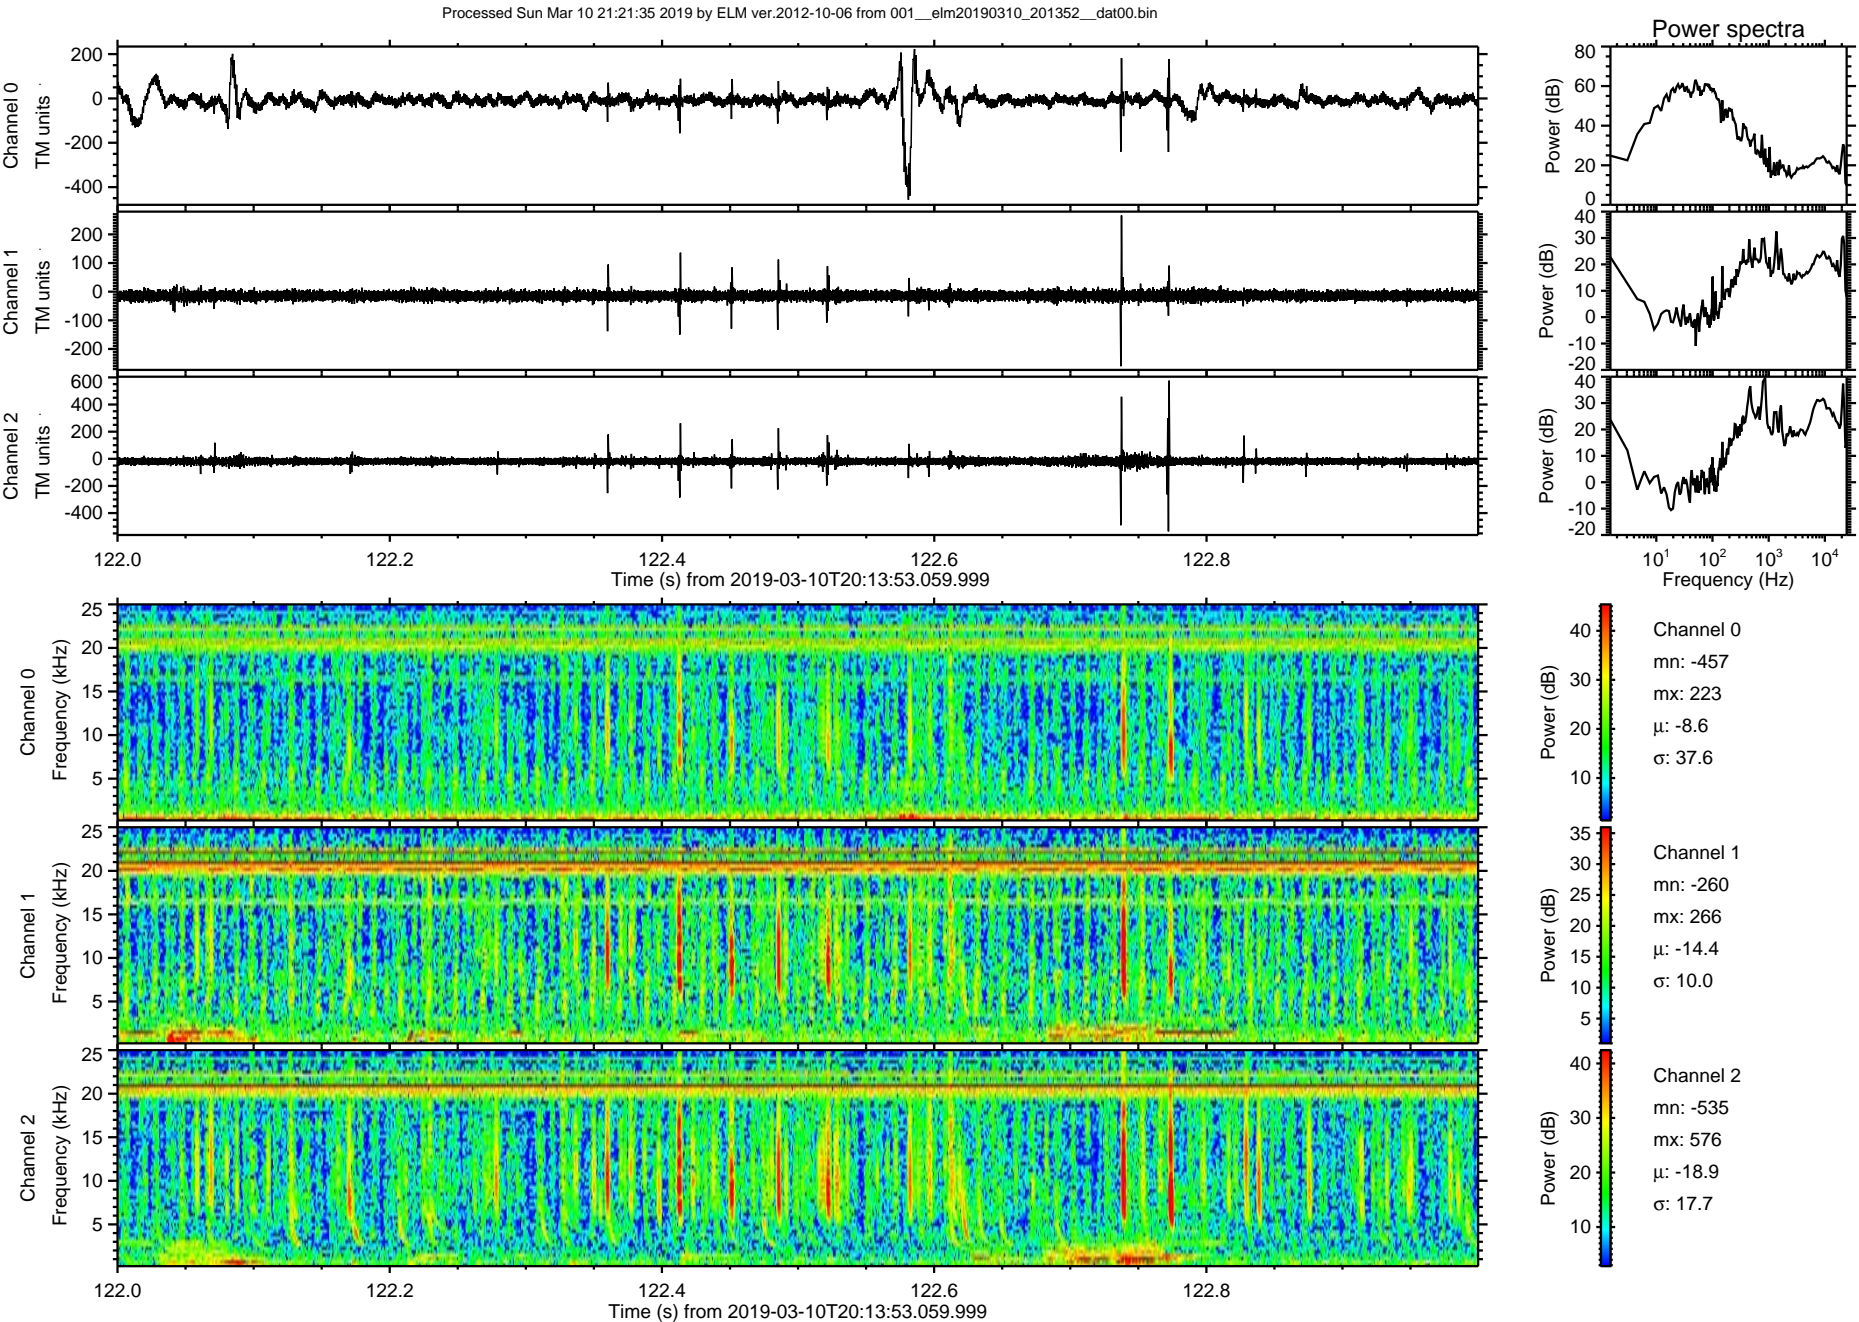 Processed Sun Mar 10 21:21:35 2019 by ELM ver.2012-10-06 from 001__elm20190310_201352__dat00.bin
Power spectra
Channel 0
TM units
200
0
-200
-400
Power (dB)
80
60
40
20
0
Channel 1
TM units
200
100
0
-100
-200
Power (dB)
40
30
20
10
0
-10
-20
Channel 2
TM units
600
400
200
0
-200
-400
Power (dB)
40
30
20
10
0
-10
-20
122.0 122.2 122.4 122.6 122.8
Time (s) from 2019-03-10T20:13:53.059.999
10¹ 10² 10³ 10⁴
Frequency (Hz)
Channel 0
Frequency (kHz)
25
20
15
10
5
Power (dB)
40
30
20
10
Channel 0
mn: -457
mx: 223
μ: -8.6
σ: 37.6
Channel 1
Frequency (kHz)
25
20
15
10
5
Power (dB)
35
30
25
20
15
10
5
Channel 1
mn: -260
mx: 266
μ: -14.4
σ: 10.0
Channel 2
Frequency (kHz)
25
20
15
10
5
Power (dB)
40
30
20
10
Channel 2
mn: -535
mx: 576
μ: -18.9
σ: 17.7
122.0 122.2 122.4 122.6 122.8
Time (s) from 2019-03-10T20:13:53.059.999